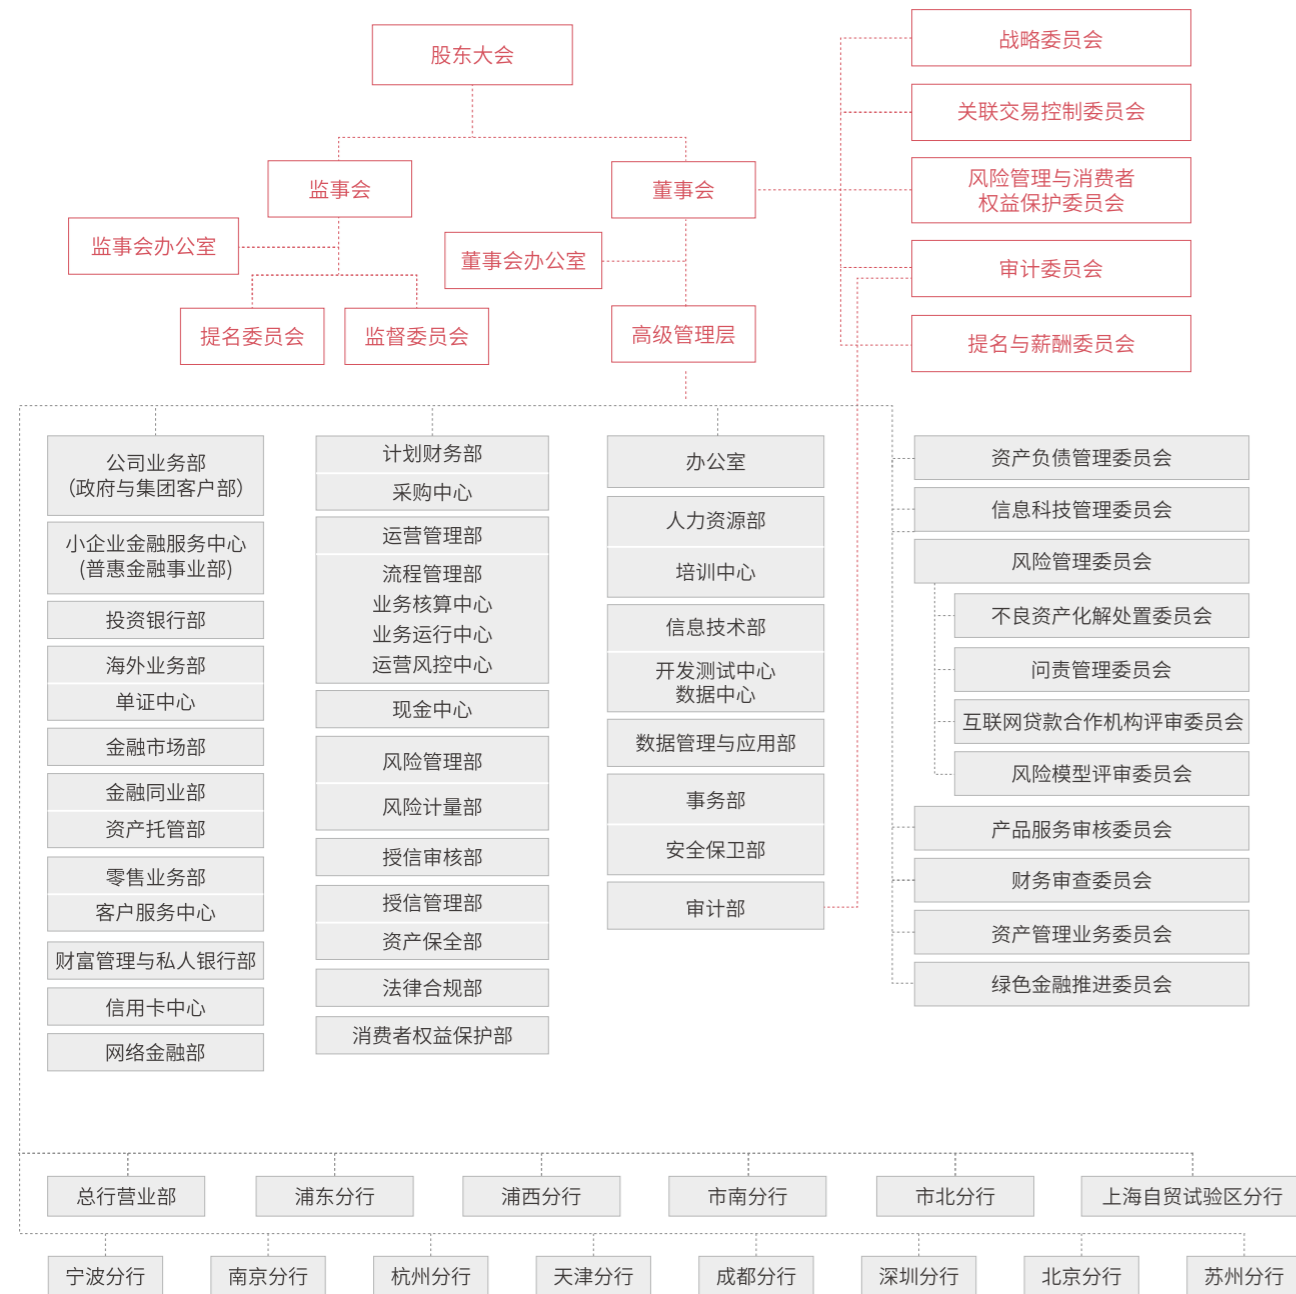 股东大会
监事会
董事会
监事会办公室
董事会办公室
提名委员会
监督委员会
高级管理层
战略委员会
关联交易控制委员会
风险管理与消费者
权益保护委员会
审计委员会
提名与薪酬委员会
公司业务部
(政府与集团客户部)
小企业金融服务中心
(普惠金融事业部)
投资银行部
海外业务部
单证中心
金融市场部
金融同业部
资产托管部
零售业务部
客户服务中心
财富管理与私人银行部
信用卡中心
网络金融部
计划财务部
采购中心
运营管理部
流程管理部
业务核算中心
业务运行中心
运营风控中心
现金中心
风险管理部
风险计量部
授信审核部
授信管理部
资产保全部
法律合规部
消费者权益保护部
办公室
人力资源部
培训中心
信息技术部
开发测试中心
数据中心
数据管理与应用部
事务部
安全保卫部
审计部
资产负债管理委员会
信息科技管理委员会
风险管理委员会
不良资产化解处置委员会
问责管理委员会
互联网贷款合作机构评审委员会
风险模型评审委员会
产品服务审核委员会
财务审查委员会
资产管理业务委员会
绿色金融推进委员会
总行营业部
浦东分行
浦西分行
市南分行
市北分行
上海自贸试验区分行
宁波分行
南京分行
杭州分行
天津分行
成都分行
深圳分行
北京分行
苏州分行